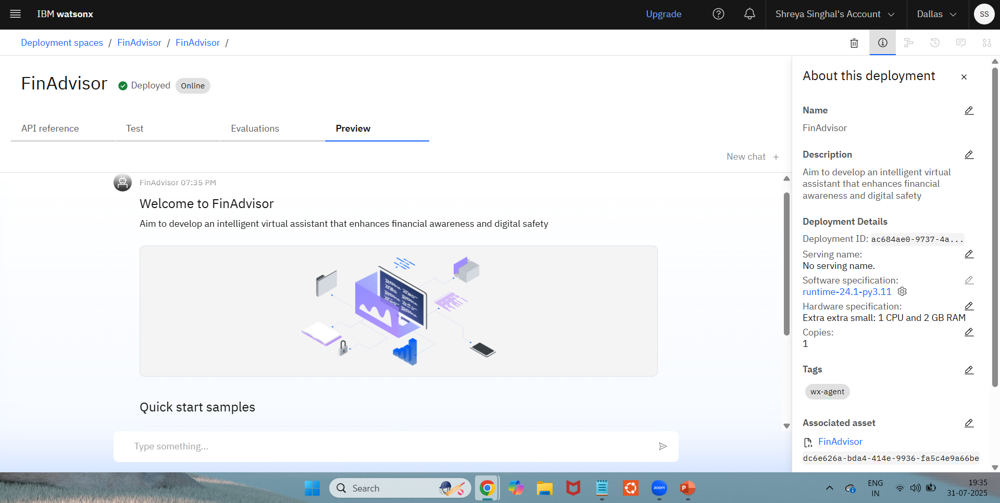 IBM watsonx
Upgrade
Shreya Singhal's Account
Dallas
SS
Deployment spaces / FinAdvisor / FinAdvisor /
FinAdvisor
Deployed
Online
API reference
Test
Evaluations
Preview
New chat +
FinAdvisor 07:35 PM
Welcome to FinAdvisor
Aim to develop an intelligent virtual assistant that enhances financial awareness and digital safety
Quick start samples
Type something...
About this deployment
Name
FinAdvisor
Description
Aim to develop an intelligent virtual
assistant that enhances financial
awareness and digital safety
Deployment Details
Deployment ID: ac684ae0-9737-4a...
Serving name:
No serving name.
Software specification:
runtime-24.1-py3.11
Hardware specification:
Extra extra small: 1 CPU and 2 GB RAM
Copies:
1
Tags
wx-agent
Associated asset
FinAdvisor
dc6e626a-bda4-414e-9936-fa5c4e9a66be
Search
zoom
P
ENG
IN
19:35
31-07-2025